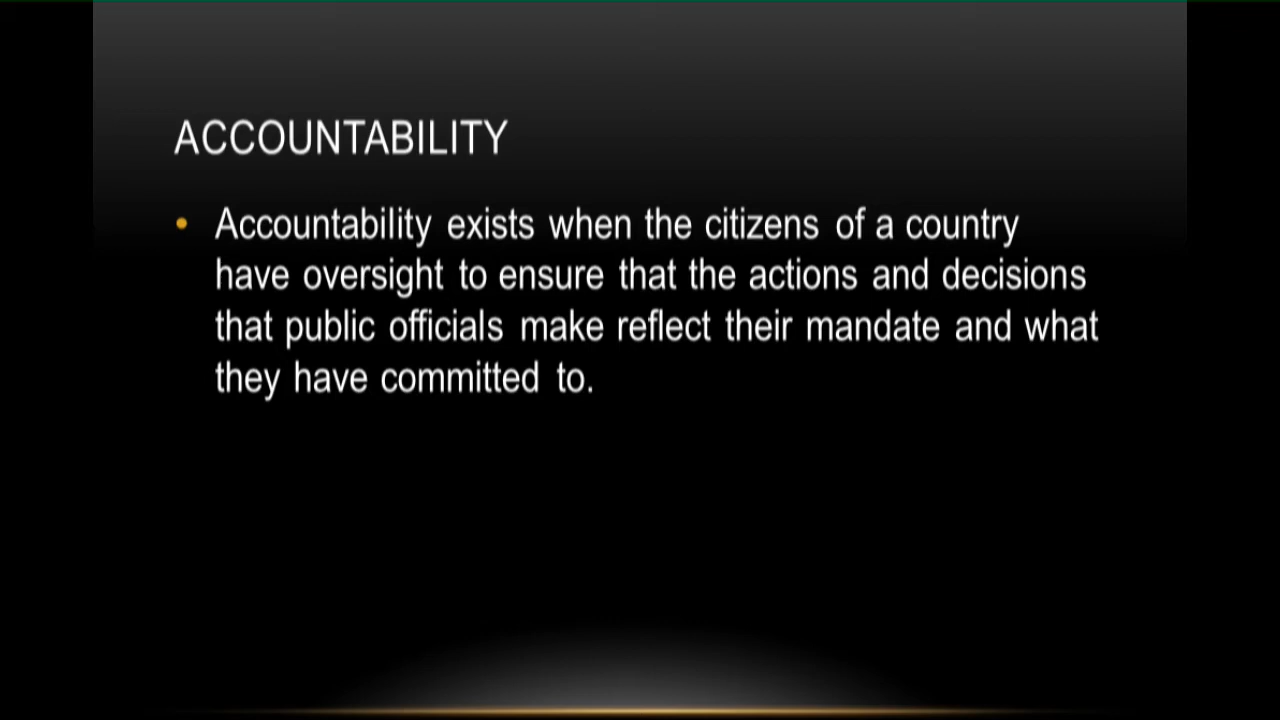 ACCOUNTABILITY
• Accountability exists when the citizens of a country
have oversight to ensure that the actions and decisions
that public officials make reflect their mandate and what
they have committed to.